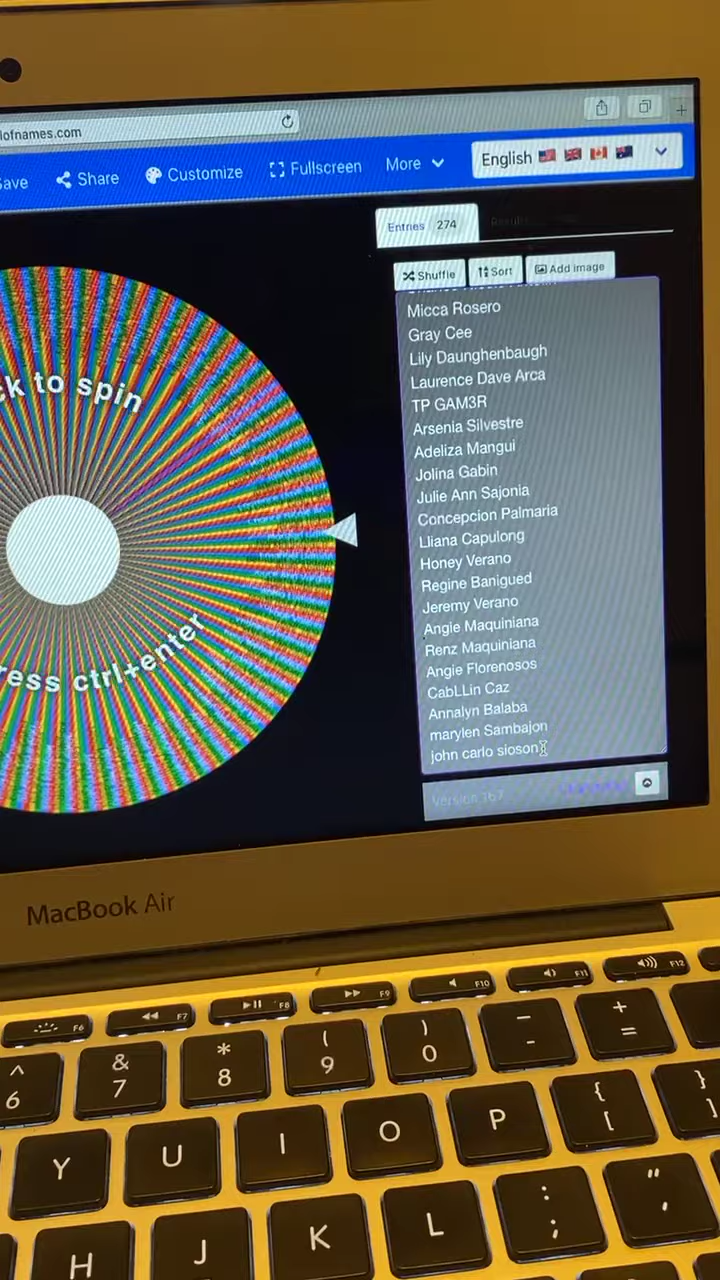 lofnames.com
Save
Share
Customize
Fullscreen
More
English
Entries 274
Shuffle
Sort
Add image
Micca Rosero
Gray Cee
Lily Daunghenbaugh
Laurence Dave Arca
TP GAM3R
Arsenia Silvestre
Adeliza Mangui
Jolina Gabin
Julie Ann Sajonia
Concepcion Palmaria
Lliana Capulong
Honey Verano
Regine Banigued
Jeremy Verano
Angie Maquiniana
Renz Maquiniana
Angie Florenosos
CabLLin Caz
Annalyn Balaba
marylen Sambajon
john carlo sioson
Version 167
ck to spin
ress ctrl+enter
MacBook Air
F6
F7
F8
F9
F10
F11
F12
^
6
&
7
*
8
(
9
)
0
_
-
+
=
Y
U
I
O
P
{
[
}
]
H
J
K
L
:
;
"
'